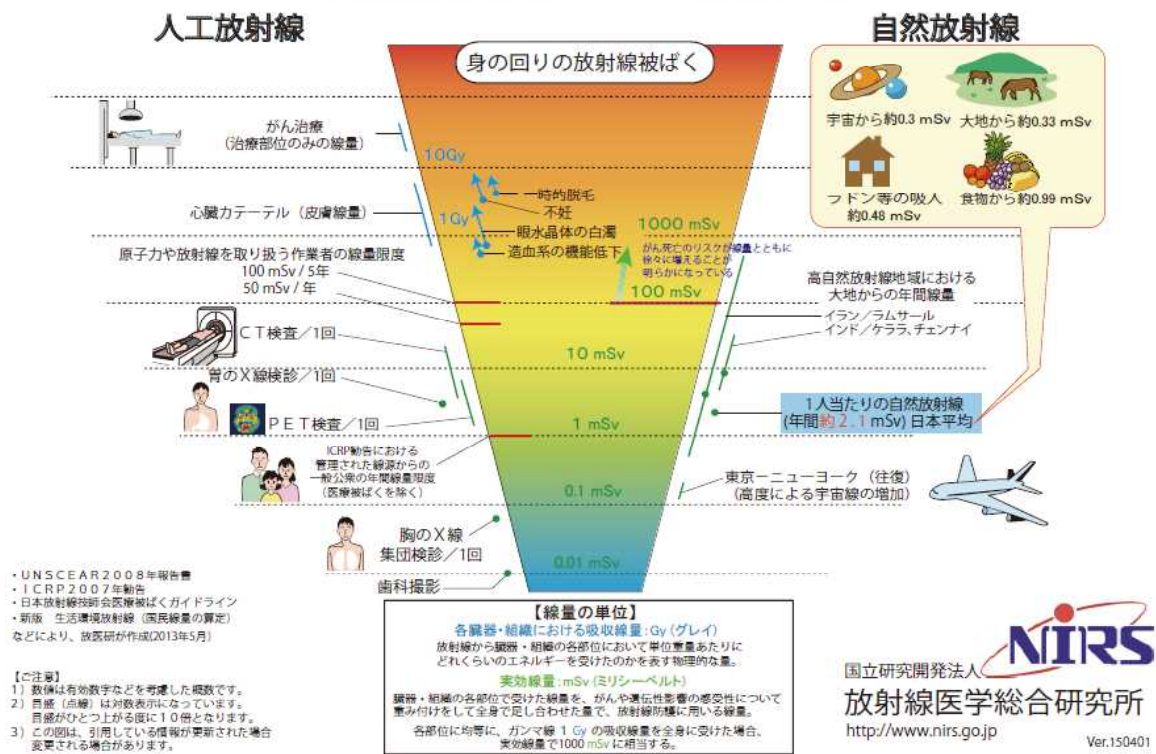 人工放射線
自然放射線
身の回りの放射線被ばく
がん治療
(治療部位のみの線量)
10Gy
心臓カテーテル(皮膚線量)
1Gy
一時的脱毛
不妊
眼水晶体の白濁
造血系の機能低下
原子力や放射線を取り扱う作業者の線量限度
100 mSv / 5年
50 mSv / 年
CT検査/1回
胃のX線検診/1回
PET検査/1回
ICRP勧告における
管理された線源からの
一般公衆の年間線量限度
(医療被ばくを除く)
胸のX線
集団検診/1回
歯科撮影
1000 mSv
がん死亡のリスクが線量とともに
徐々に増えることが
明らかになっている
100 mSv
10 mSv
1 mSv
0.1 mSv
0.01 mSv
宇宙から約0.3 mSv
大地から約0.33 mSv
ラドン等の吸入
約0.48 mSv
食物から約0.99 mSv
高自然放射線地域における
大地からの年間線量
イラン/ラムサール
インド/ケララ、チェンナイ
1人当たりの自然放射線
(年間約2.1mSv) 日本平均
東京ーニューヨーク(往復)
(高度による宇宙線の増加)
・UNSCEAR2008年報告書
・ICRP2007年勧告
・日本放射線技師会医療被ばくガイドライン
・新版 生活環境放射線(国民線量の算定)
などにより、放医研が作成(2013年5月)
【ご注意】
1) 数値は有効数字などを考慮した概数です。
2) 目盛(点線)は対数表示になっています。
目盛がひとつ上がる度に10倍となります。
3) この図は、引用している情報が更新された場合
変更される場合があります。
【線量の単位】
各臓器・組織における吸収線量:Gy(グレイ)
放射線から臓器・組織の各部位において単位重量あたりに
どれくらいのエネルギーを受けたのかを表す物理的な量。
実効線量:mSv(ミリシーベルト)
臓器・組織の各部位で受けた線量を、がんや遺伝性影響の感受性について
重み付けをして全身で足し合わせた量で、放射線防護に用いる線量。
各部位に均等に、ガンマ線 1 Gy の吸収線量を全身に受けた場合、
実効線量で1000 mSv に相当する。
NIRS
国立研究開発法人
放射線医学総合研究所
http://www.nirs.go.jp
Ver.150401